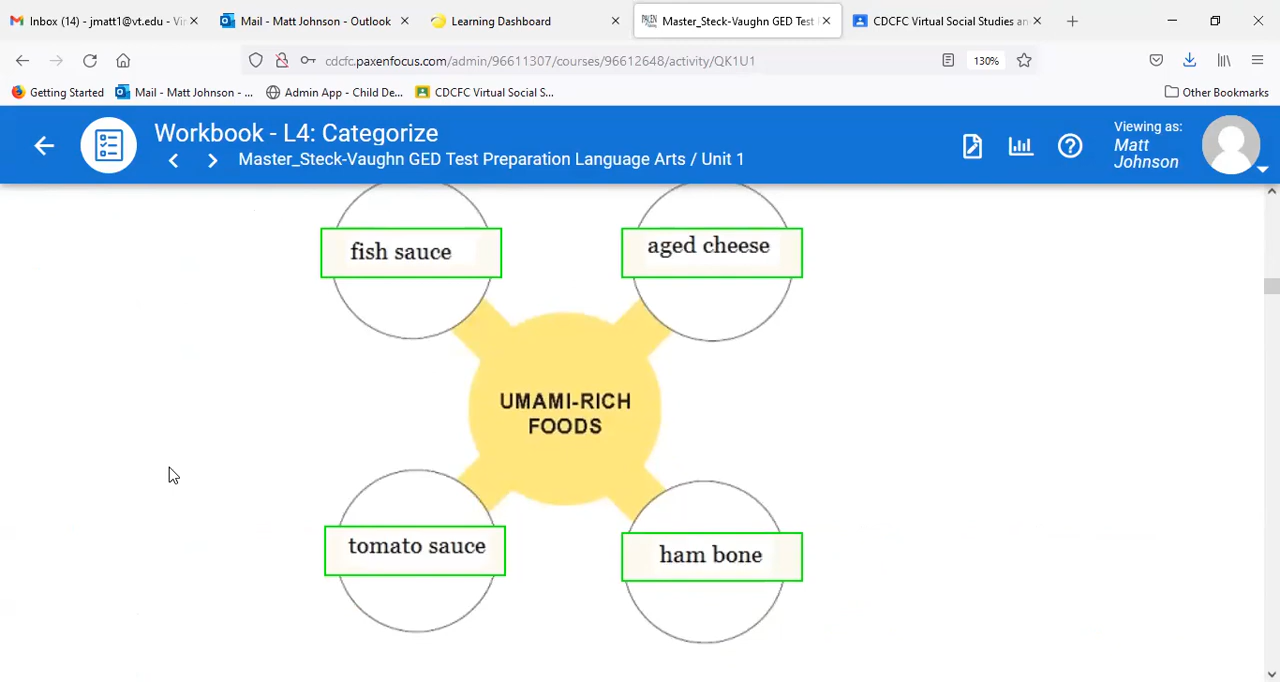 Inbox (14) - jmatt1@vt.edu - Vir
Mail - Matt Johnson - Outlook
Learning Dashboard
Master_Steck-Vaughn GED Test
CDCFC Virtual Social Studies an
cdcfc.paxenfocus.com/admin/96611307/courses/96612648/activity/QK1U1
130%
Getting Started
Mail - Matt Johnson - ...
Admin App - Child De...
CDCFC Virtual Social S...
Other Bookmarks
Workbook - L4: Categorize
Master_Steck-Vaughn GED Test Preparation Language Arts / Unit 1
Viewing as:
Matt
Johnson
fish sauce
aged cheese
UMAMI-RICH
FOODS
tomato sauce
ham bone